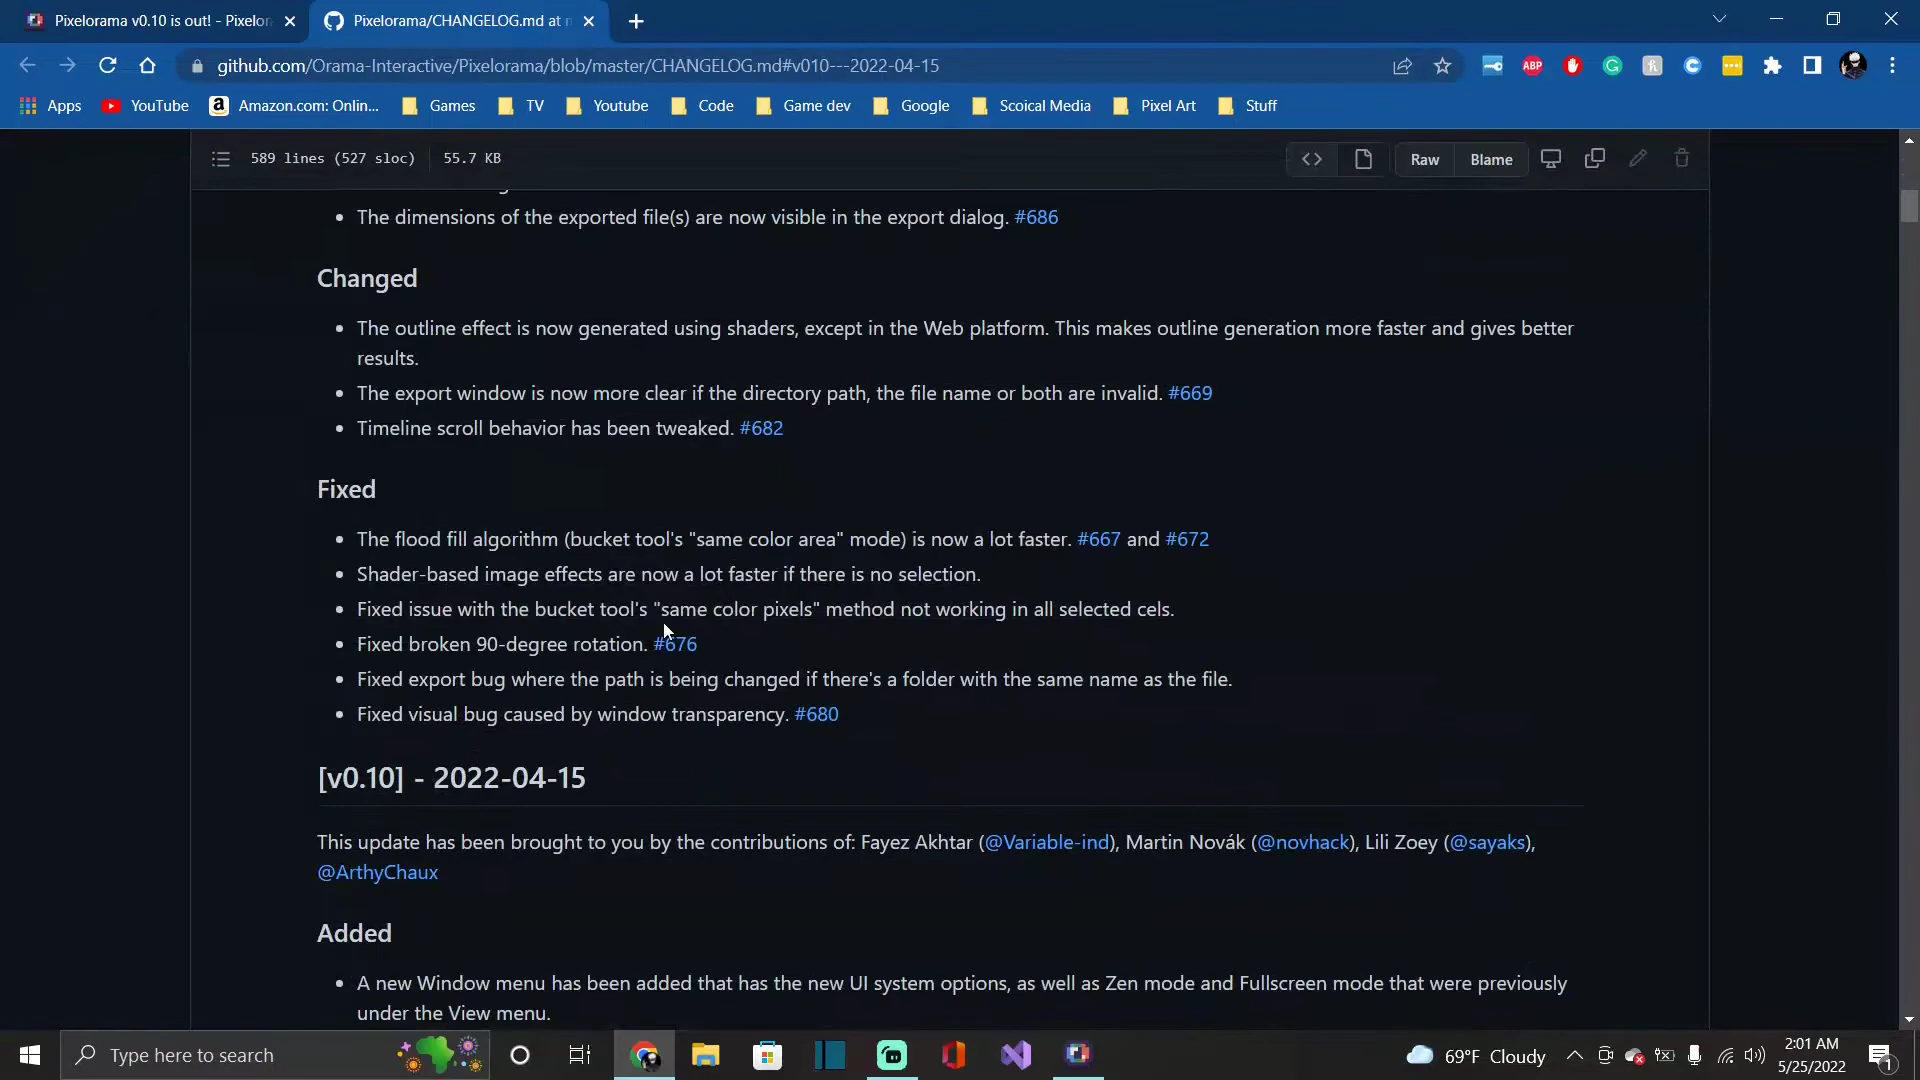 Pixelorama v0.10 is out! - Pixelor
Pixelorama/CHANGELOG.md at m
github.com/Orama-Interactive/Pixelorama/blob/master/CHANGELOG.md#v010---2022-04-15
ABP
Apps
YouTube
Amazon.com: Onlin...
Games
TV
Youtube
Code
Game dev
Google
Scoical Media
Pixel Art
Stuff
589 lines (527 sloc)
55.7 KB
Raw
Blame
• The dimensions of the exported file(s) are now visible in the export dialog. #686
Changed
• The outline effect is now generated using shaders, except in the Web platform. This makes outline generation more faster and gives better
results.
• The export window is now more clear if the directory path, the file name or both are invalid. #669
• Timeline scroll behavior has been tweaked. #682
Fixed
• The flood fill algorithm (bucket tool's "same color area" mode) is now a lot faster. #667 and #672
• Shader-based image effects are now a lot faster if there is no selection.
• Fixed issue with the bucket tool's "same color pixels" method not working in all selected cels.
• Fixed broken 90-degree rotation. #676
• Fixed export bug where the path is being changed if there's a folder with the same name as the file.
• Fixed visual bug caused by window transparency. #680
[v0.10] - 2022-04-15
This update has been brought to you by the contributions of: Fayez Akhtar (@Variable-ind), Martin Novák (@novhack), Lili Zoey (@sayaks),
@ArthyChaux
Added
• A new Window menu has been added that has the new UI system options, as well as Zen mode and Fullscreen mode that were previously
under the View menu.
Type here to search
69°F Cloudy
2:01 AM
5/25/2022
1